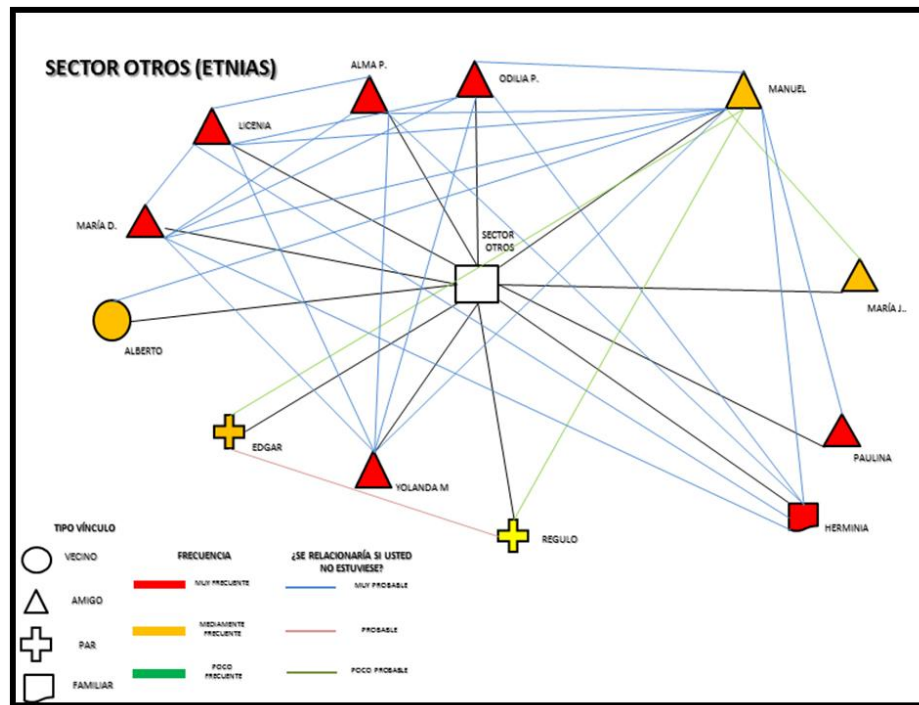 SECTOR OTROS (ETNIAS)
ALMA P.
ODILIA P.
MANUEL
LICENIA
MARÍA D.
SECTOR
OTROS
MARÍA J..
ALBERTO
EDGAR
YOLANDA M
PAULINA
REGULO
HERMINIA
TIPO VÍNCULO
VECINO
AMIGO
PAR
FAMILIAR
FRECUENCIA
MUY FRECUENTE
MEDIAMENTE
FRECUENTE
POCO
FRECUENTE
¿SE RELACIONARÍA SI USTED
NO ESTUVIESE?
MUY PROBABLE
PROBABLE
POCO PROBABLE